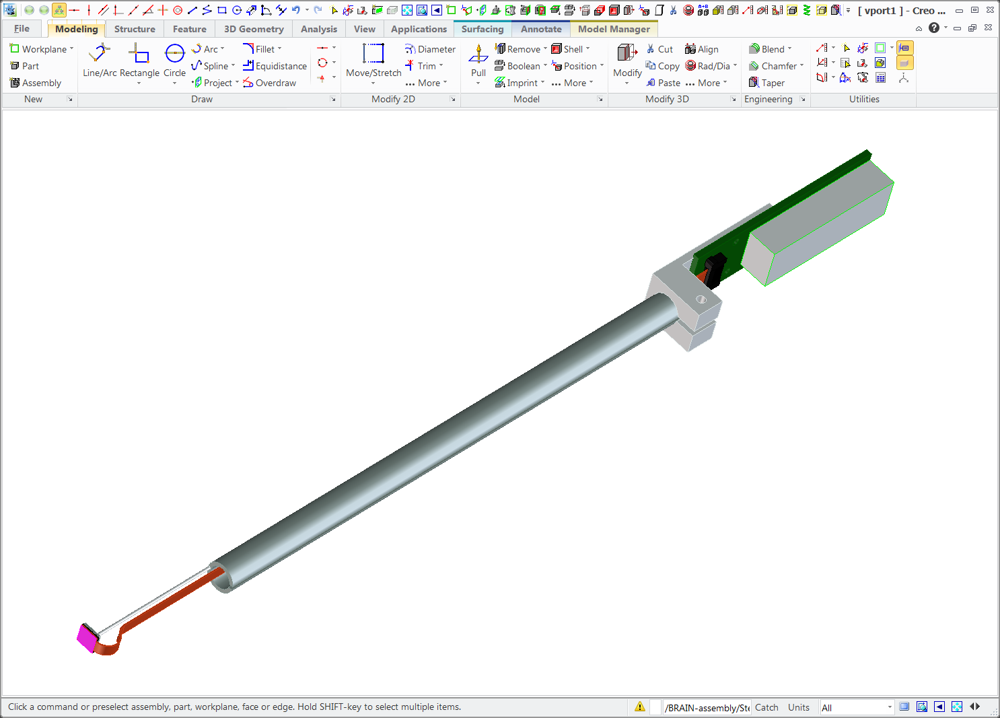 [ vport1 ] - Creo ...
File Modeling Structure Feature 3D Geometry Analysis View Applications Surfacing Annotate Model Manager
Workplane Line/Arc Rectangle Circle Arc Fillet Move/Stretch Diameter Pull Remove Shell Modify Cut Align Blend
Part Spline Equidistance Trim Boolean Position Copy Rad/Dia Chamfer
Assembly Project Overdraw ... More Imprint ... More Paste ... More Taper
New Draw Modify 2D Model Modify 3D Engineering Utilities
Click a command or preselect assembly, part, workplane, face or edge. Hold SHIFT-key to select multiple items. /BRAIN-assembly/Ste Catch Units All